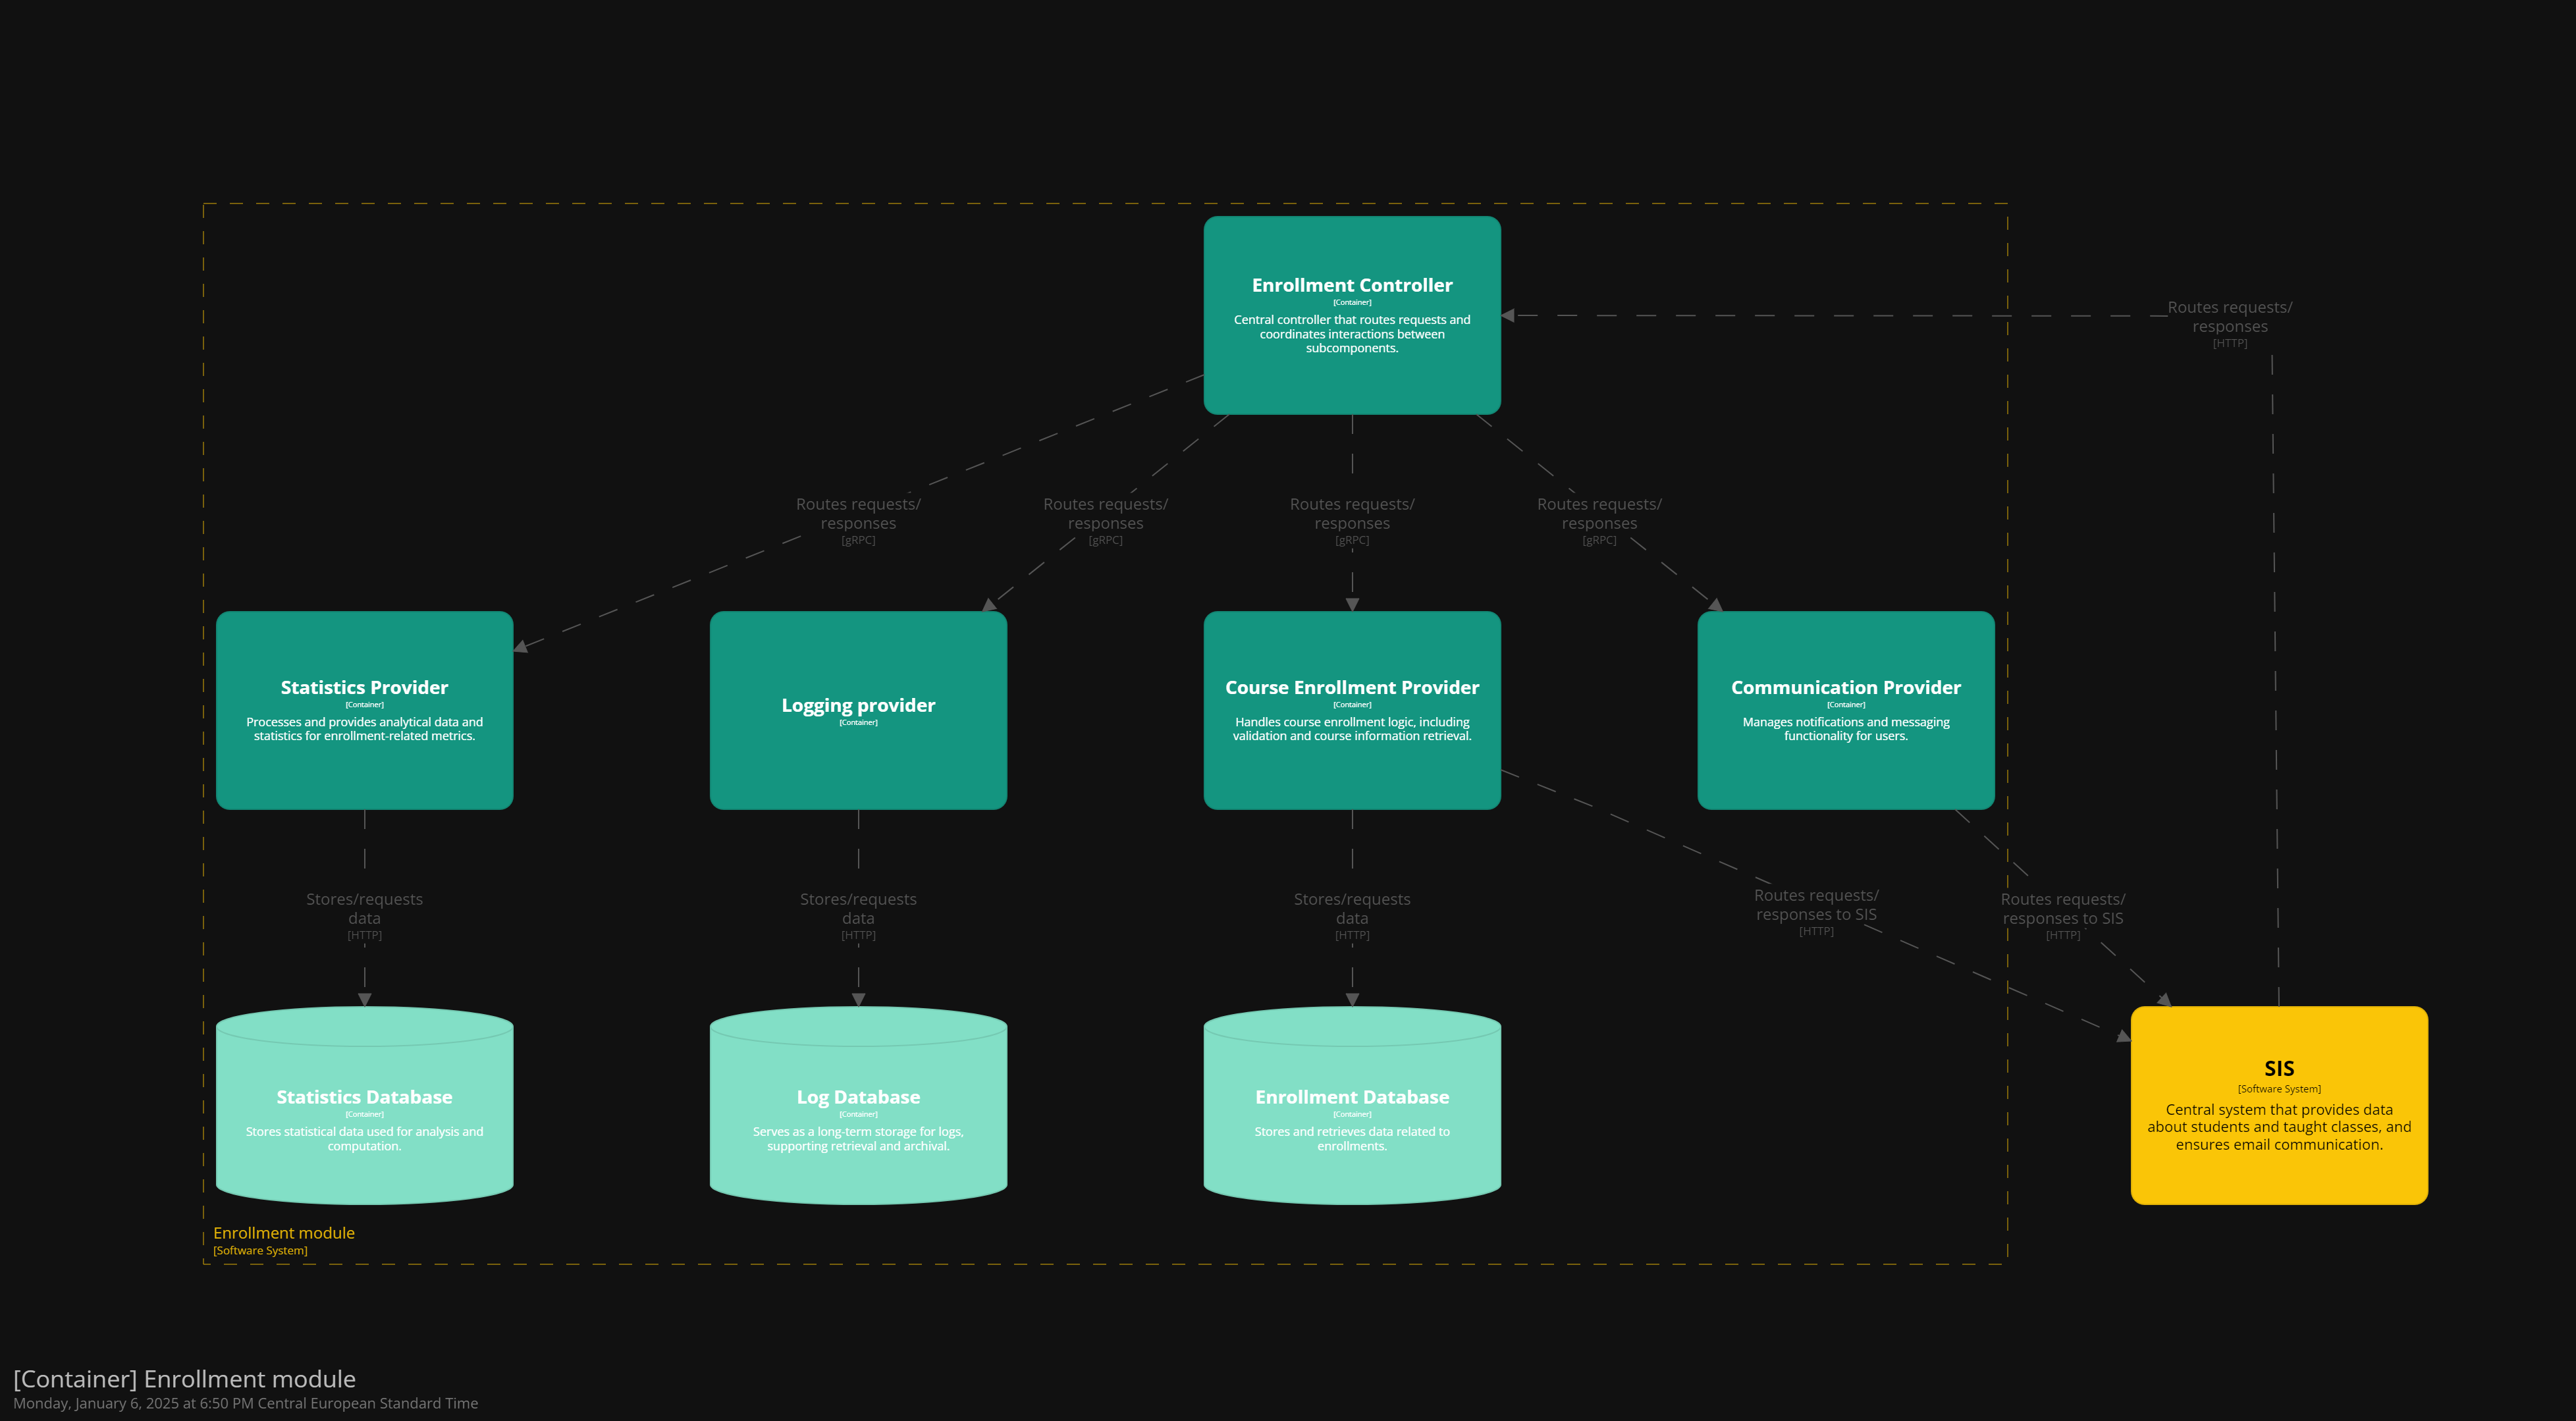 Enrollment Controller
[Container]
Central controller that routes requests and
coordinates interactions between
subcomponents.
Routes requests/
responses
[HTTP]
Routes requests/
responses
[gRPC]
Routes requests/
responses
[gRPC]
Routes requests/
responses
[gRPC]
Routes requests/
responses
[gRPC]
Statistics Provider
[Container]
Processes and provides analytical data and
statistics for enrollment-related metrics.
Logging provider
[Container]
Course Enrollment Provider
[Container]
Handles course enrollment logic, including
validation and course information retrieval.
Communication Provider
[Container]
Manages notifications and messaging
functionality for users.
Stores/requests
data
[HTTP]
Stores/requests
data
[HTTP]
Stores/requests
data
[HTTP]
Routes requests/
responses to SIS
[HTTP]
Routes requests/
responses to SIS
[HTTP]
Statistics Database
[Container]
Stores statistical data used for analysis and
computation.
Log Database
[Container]
Serves as a long-term storage for logs,
supporting retrieval and archival.
Enrollment Database
[Container]
Stores and retrieves data related to
enrollments.
SIS
[Software System]
Central system that provides data
about students and taught classes, and
ensures email communication.
Enrollment module
[Software System]
[Container] Enrollment module
Monday, January 6, 2025 at 6:50 PM Central European Standard Time